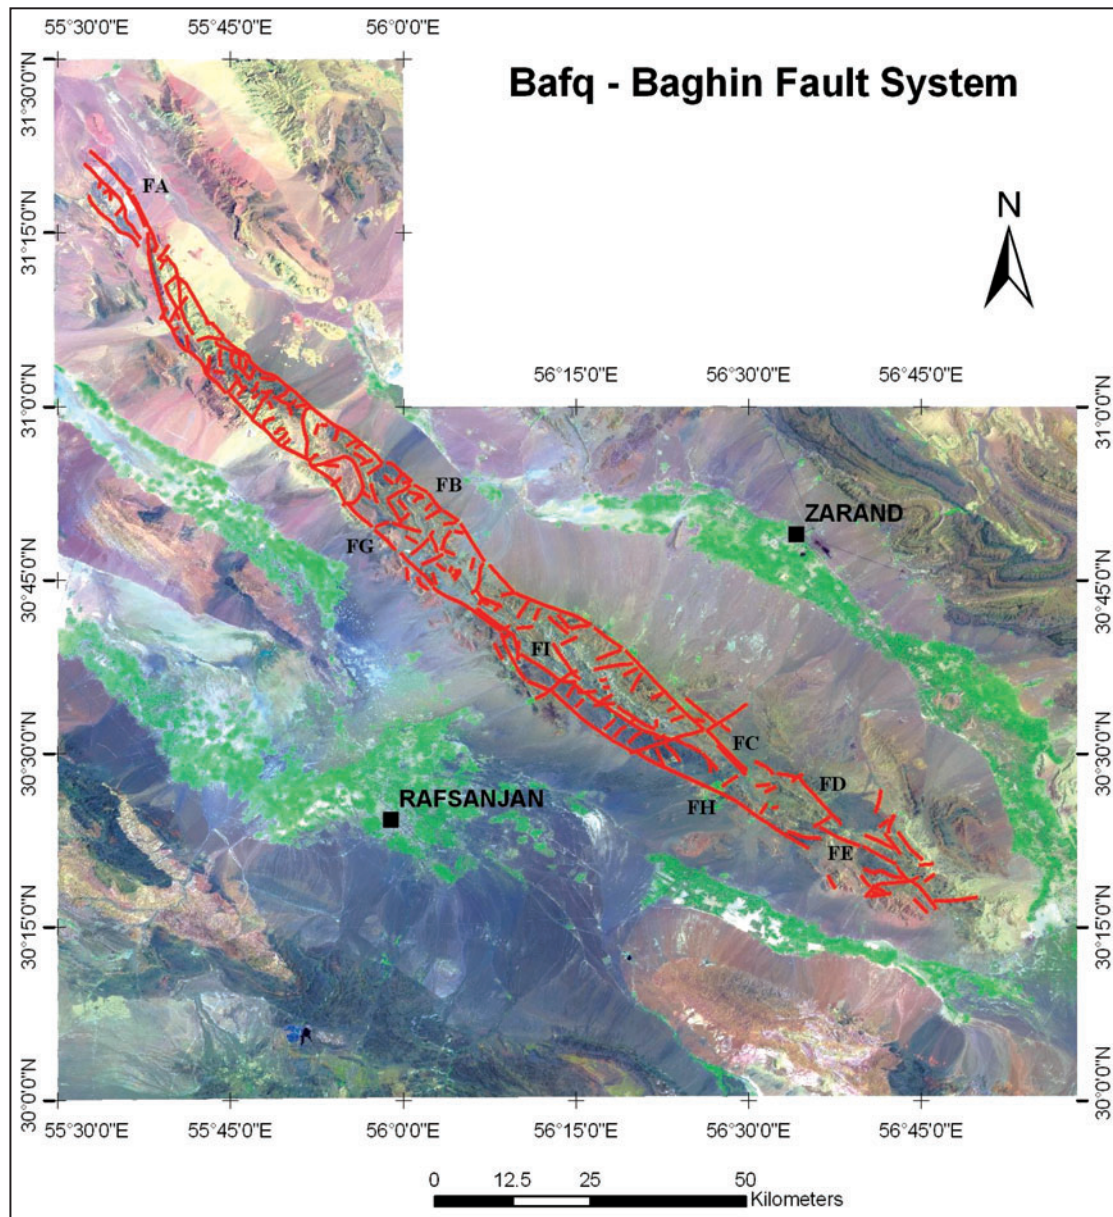 55°30'0"E 55°45'0"E 56°0'0"E
Bafq - Baghin Fault System
31°30'0"N
N
FA
31°15'0"N
56°15'0"E 56°30'0"E 56°45'0"E
31°0'0"N 31°0'0"N
FB
ZARAND
FG
30°45'0"N 30°45'0"N
FI
30°30'0"N FC 30°30'0"N
FD
RAFSANJAN
FH
FE
30°15'0"N 30°15'0"N
30°0'0"N 30°0'0"N
55°30'0"E 55°45'0"E 56°0'0"E 56°15'0"E 56°30'0"E 56°45'0"E
0 12.5 25 50
Kilometers